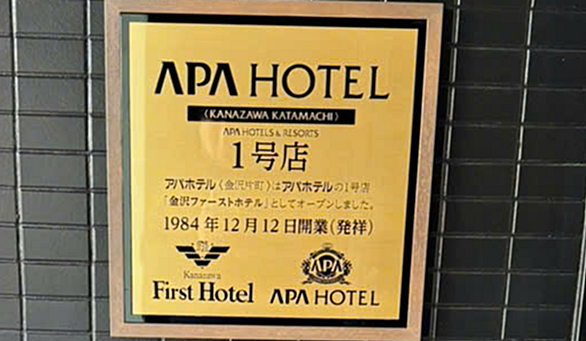 APA HOTEL
〈KANAZAWA KATAMACHI〉
APA HOTELS & RESORTS
1号店
アパホテル〈金沢片町〉はアパホテルの1号店
「金沢ファーストホテル」としてオープンしました。
1984年12月12日開業(発祥)
Kanazawa
First Hotel
APA
APA HOTEL